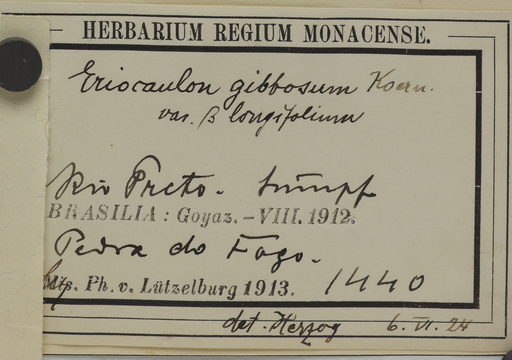 HERBARIUM REGIUM MONACENSE.
Eriocaulon gibbosum Koern.
var. β longifolium
Rio Preto. Sumpf
BRASILIA: Goyaz. – VIII. 1912.
Pedra do Fogo.
Ph. v. Lützelburg 1913. 1440
det. Herzog 6. VI. 24